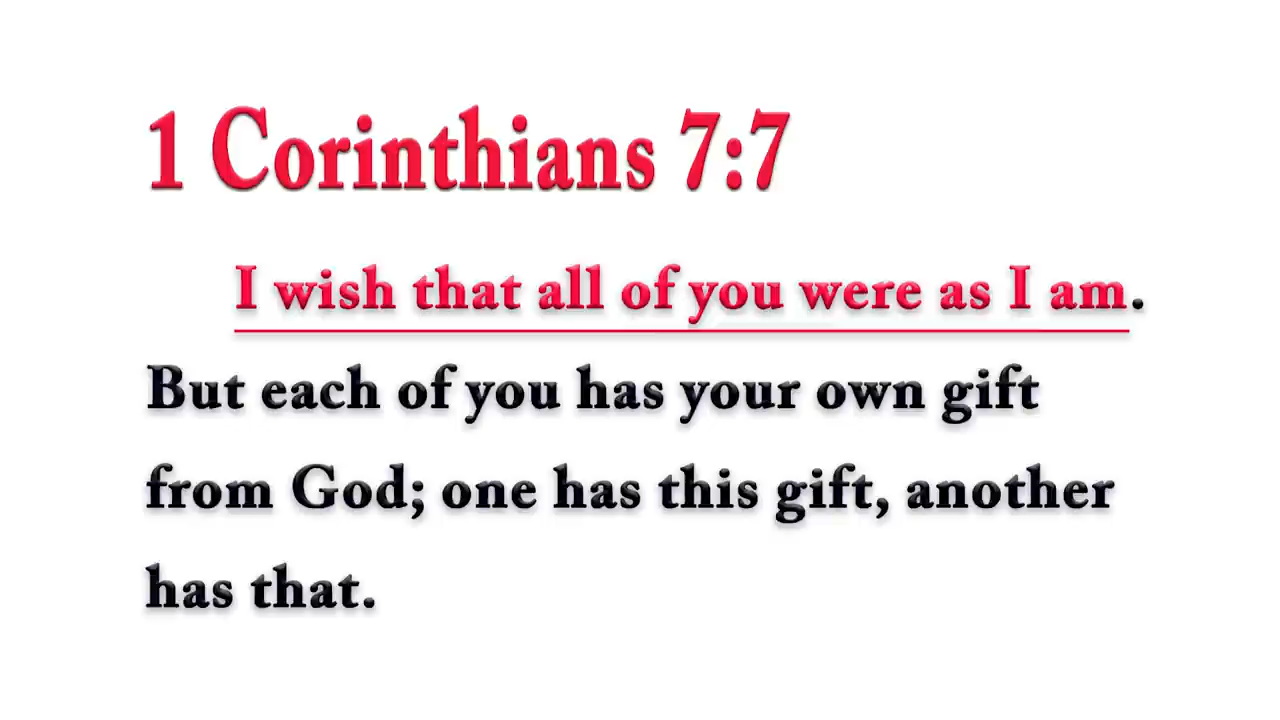 1 Corinthians 7:7
I wish that all of you were as I am.
But each of you has your own gift
from God; one has this gift, another
has that.